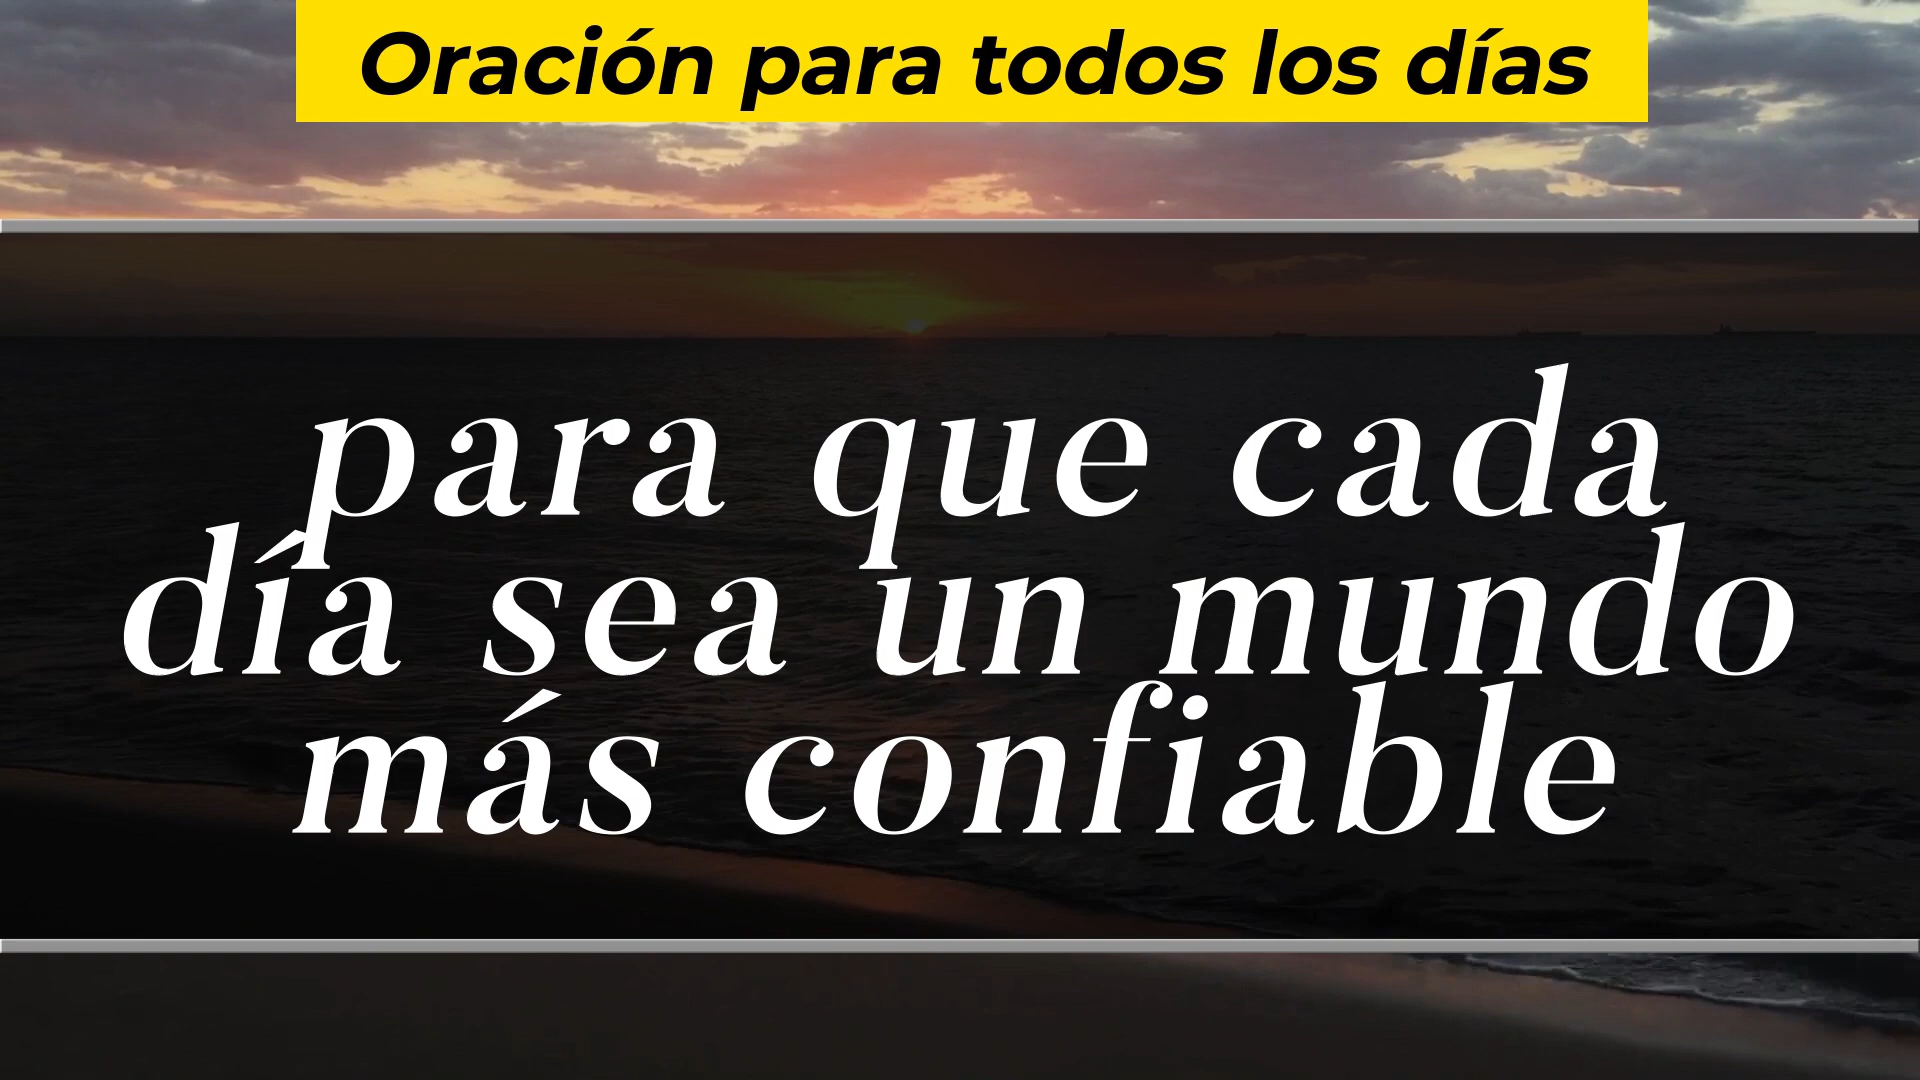 Oración para todos los días
para que cada
día sea un mundo
más confiable